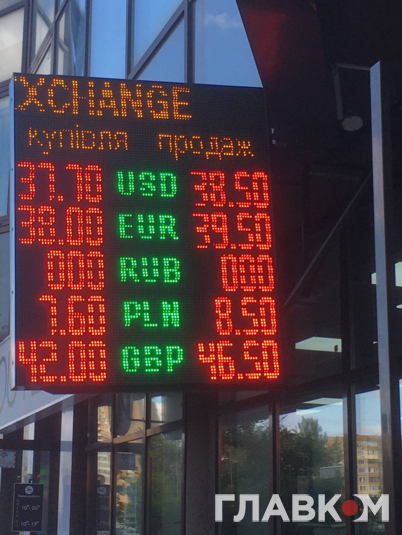 XCHANGE
купівля продаж
37.70 USD 38.50
38.00 EUR 39.50
000 RUB 000
7.60 PLN 8.50
42.00 GBP 46.50
ГЛАВКОМ